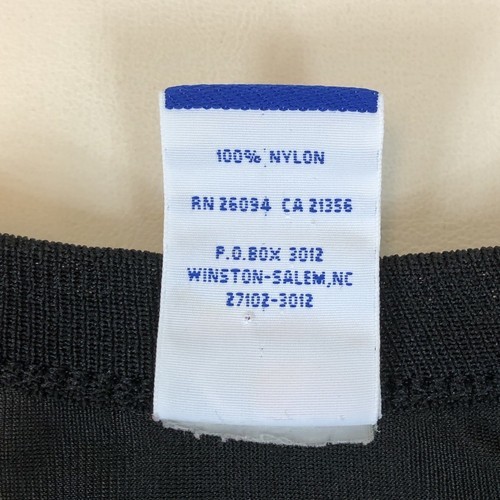 100% NYLON
RN 26094 CA 21356
P.O.BOX 3012
WINSTON-SALEM,NC
27102-3012